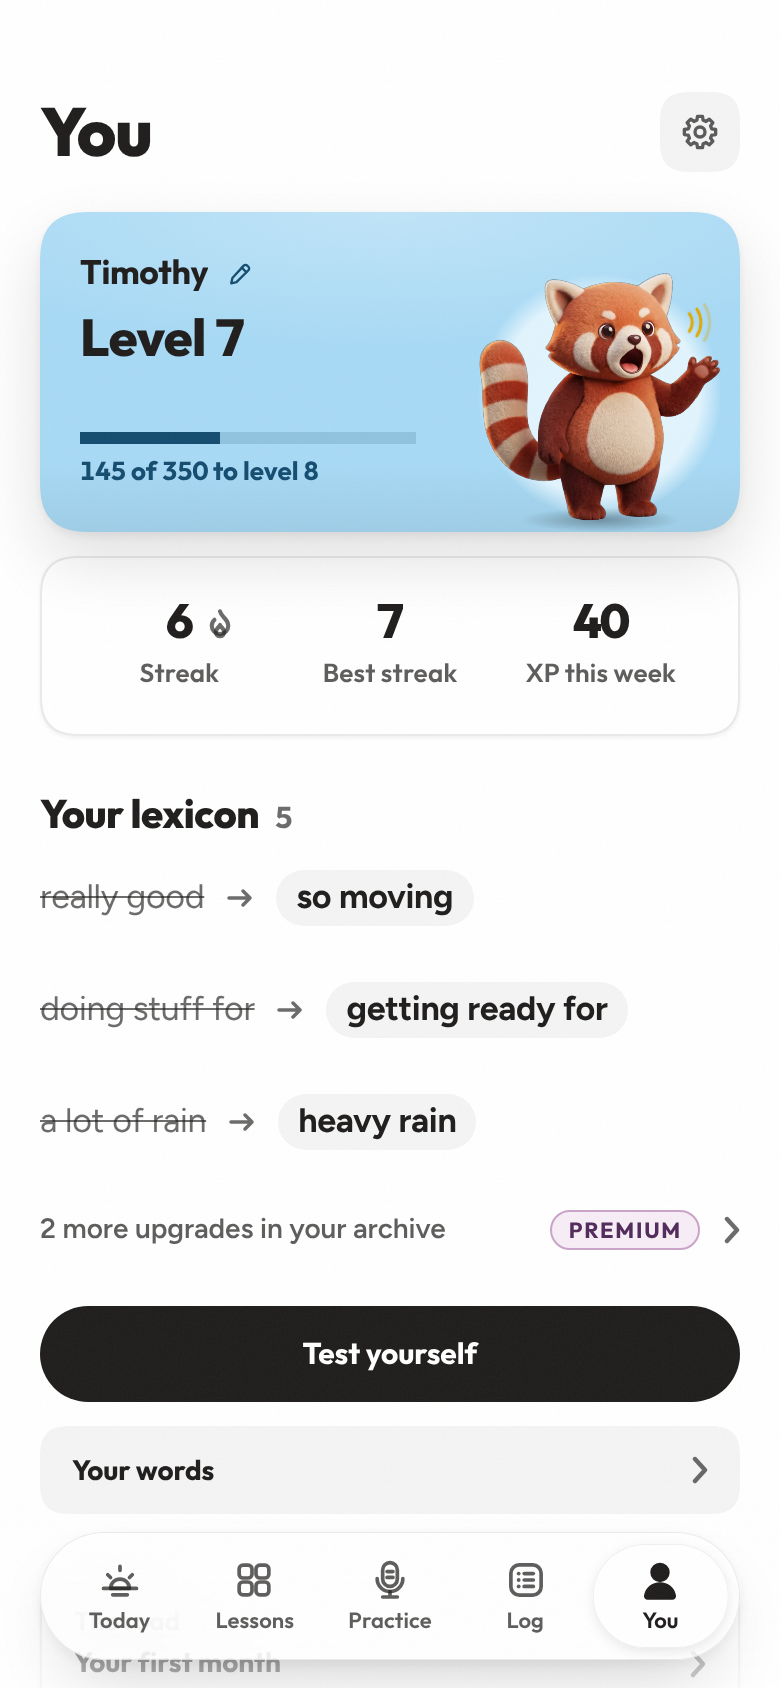 You
Timothy
Level 7
145 of 350 to level 8
6 7 40
Streak Best streak XP this week
Your lexicon 5
really good → so moving
doing stuff for → getting ready for
a lot of rain → heavy rain
2 more upgrades in your archive PREMIUM
Test yourself
Your words
Today Lessons Practice Log You
Your first month